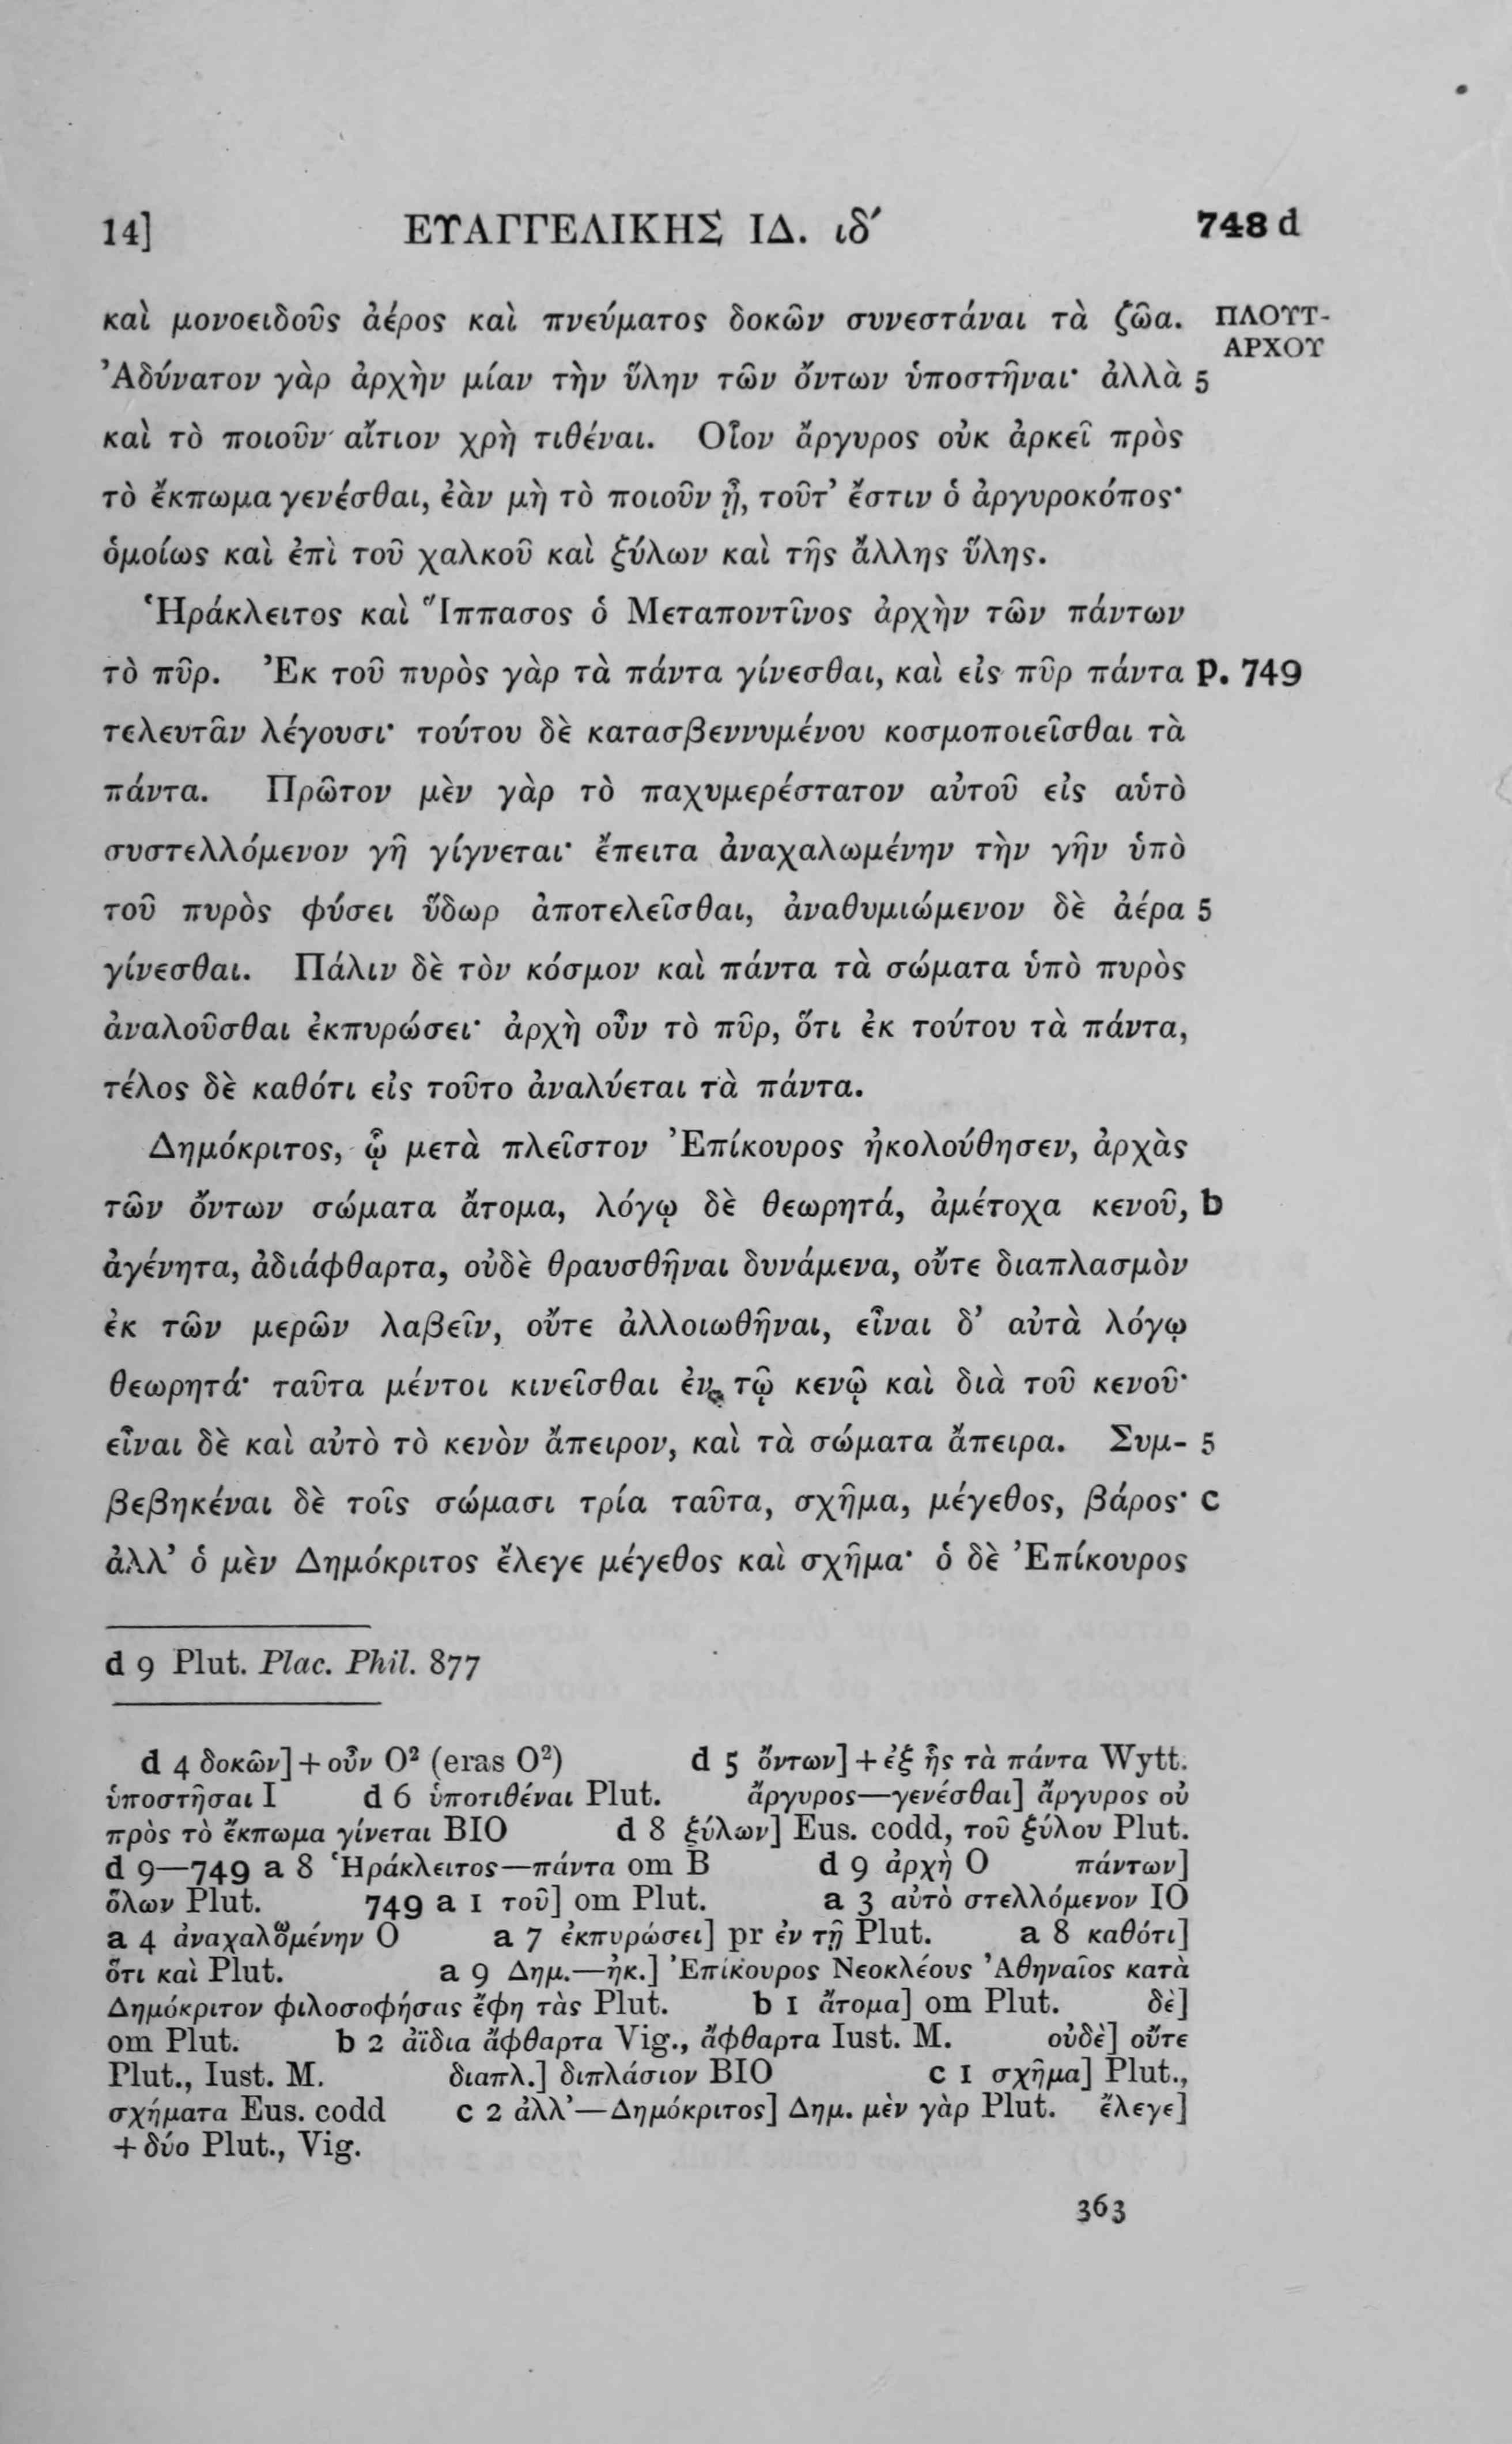 14] ΕΥΑΓΓΕΛΙΚΗΣ ΙΔ. ιδʹ 748 d
καὶ μονοειδοῦς ἀέρος καὶ πνεύματος δοκῶν συνεστάναι τὰ ζῶα. ΠΛΟΥΤ-
ΑΡΧΟΥ
Ἀδύνατον γὰρ ἀρχὴν μίαν τὴν ὕλην τῶν ὄντων ὑποστῆναι· ἀλλὰ 5
καὶ τὸ ποιοῦν αἴτιον χρὴ τιθέναι. Οἷον ἄργυρος οὐκ ἀρκεῖ πρὸς
τὸ ἔκπωμα γενέσθαι, ἐὰν μὴ τὸ ποιοῦν ᾖ, τοῦτ’ ἔστιν ὁ ἀργυροκόπος·
ὁμοίως καὶ ἐπὶ τοῦ χαλκοῦ καὶ ξύλων καὶ τῆς ἄλλης ὕλης.
Ἡράκλειτος καὶ Ἵππασος ὁ Μεταποντῖνος ἀρχὴν τῶν πάντων
τὸ πῦρ. Ἐκ τοῦ πυρὸς γὰρ τὰ πάντα γίνεσθαι, καὶ εἰς πῦρ πάντα p. 749
τελευτᾶν λέγουσι· τούτου δὲ κατασβεννυμένου κοσμοποιεῖσθαι τὰ
πάντα. Πρῶτον μὲν γὰρ τὸ παχυμερέστατον αὐτοῦ εἰς αὑτὸ
συστελλόμενον γῆ γίγνεται· ἔπειτα ἀναχαλωμένην τὴν γῆν ὑπὸ
τοῦ πυρὸς φύσει ὕδωρ ἀποτελεῖσθαι, ἀναθυμιώμενον δὲ ἀέρα 5
γίνεσθαι. Πάλιν δὲ τὸν κόσμον καὶ πάντα τὰ σώματα ὑπὸ πυρὸς
ἀναλοῦσθαι ἐκπυρώσει· ἀρχὴ οὖν τὸ πῦρ, ὅτι ἐκ τούτου τὰ πάντα,
τέλος δὲ καθότι εἰς τοῦτο ἀναλύεται τὰ πάντα.
Δημόκριτος, ᾧ μετὰ πλεῖστον Ἐπίκουρος ἠκολούθησεν, ἀρχὰς
τῶν ὄντων σώματα ἄτομα, λόγῳ δὲ θεωρητά, ἀμέτοχα κενοῦ, b
ἀγένητα, ἀδιάφθαρτα, οὐδὲ θραυσθῆναι δυνάμενα, οὔτε διαπλασμὸν
ἐκ τῶν μερῶν λαβεῖν, οὔτε ἀλλοιωθῆναι, εἶναι δ’ αὐτὰ λόγῳ
θεωρητά· ταῦτα μέντοι κινεῖσθαι ἐν τῷ κενῷ καὶ διὰ τοῦ κενοῦ·
εἶναι δὲ καὶ αὐτὸ τὸ κενὸν ἄπειρον, καὶ τὰ σώματα ἄπειρα. Συμ- 5
βεβηκέναι δὲ τοῖς σώμασι τρία ταῦτα, σχῆμα, μέγεθος, βάρος· c
ἀλλ’ ὁ μὲν Δημόκριτος ἔλεγε μέγεθος καὶ σχῆμα· ὁ δὲ Ἐπίκουρος
d 9 Plut. Plac. Phil. 877
d 4 δοκῶν] + οὖν O² (eras O²) d 5 ὄντων] + ἐξ ἧς τὰ πάντα Wytt.
ὑποστῆσαι I d 6 ὑποτιθέναι Plut. ἄργυρος—γενέσθαι] ἄργυρος οὐ
πρὸς τὸ ἔκπωμα γίνεται BIO d 8 ξύλων] Eus. codd, τοῦ ξύλου Plut.
d 9—749 a 8 Ἡράκλειτος—πάντα om B d 9 ἀρχὴ O πάντων]
ὅλων Plut. 749 a 1 τοῦ] om Plut. a 3 αὐτὸ στελλόμενον IO
a 4 ἀναχαλο͂ωμένην O a 7 ἐκπυρώσει] pr ἐν τῇ Plut. a 8 καθότι]
ὅτι καὶ Plut. a 9 Δημ.—ἠκ.] Ἐπίκουρος Νεοκλέους Ἀθηναῖος κατὰ
Δημόκριτον φιλοσοφήσας ἔφη τὰς Plut. b 1 ἄτομα] om Plut. δὲ]
om Plut. b 2 ἀΐδια ἄφθαρτα Vig., ἄφθαρτα Iust. M. οὐδὲ] οὔτε
Plut., Iust. M. διαπλ.] διπλάσιον BIO c 1 σχῆμα] Plut.,
σχήματα Eus. codd c 2 ἀλλ’—Δημόκριτος] Δημ. μὲν γὰρ Plut. ἔλεγε]
+ δύο Plut., Vig.
363